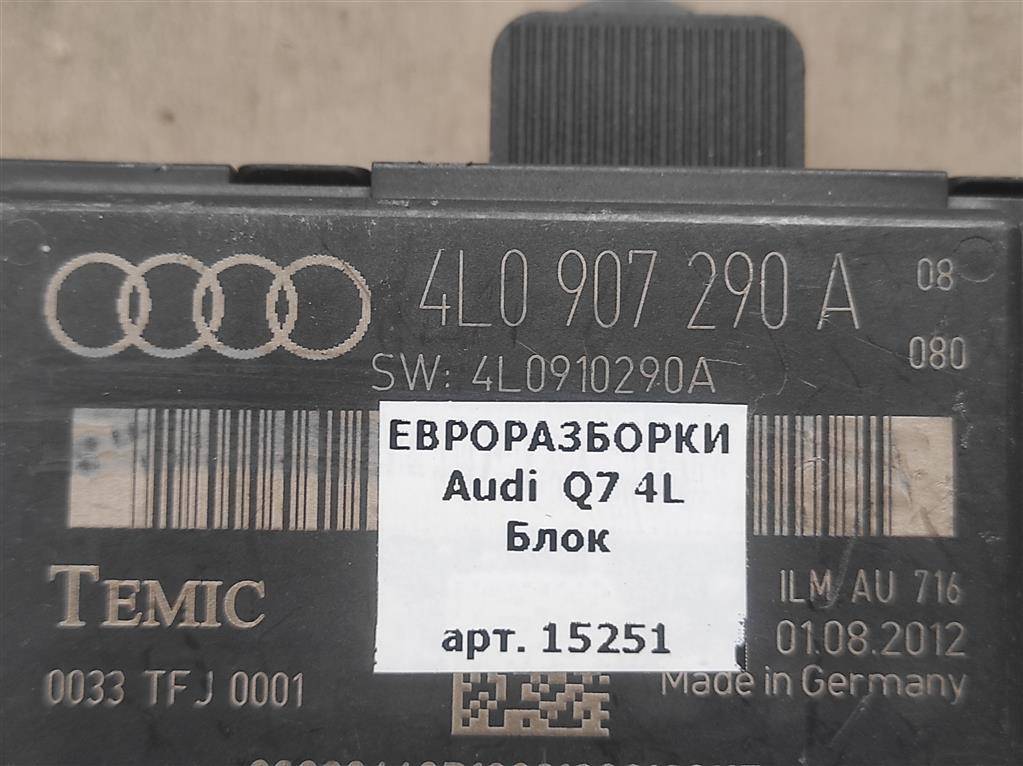 4L0 907 290 A 08
080
SW: 4L0910290A
ЕВРОРАЗБОРКИ
Audi Q7 4L
Блок
арт. 15251
TEMIC
ILM AU 716
01.08.2012
0033 TFJ 0001
Made in Germany